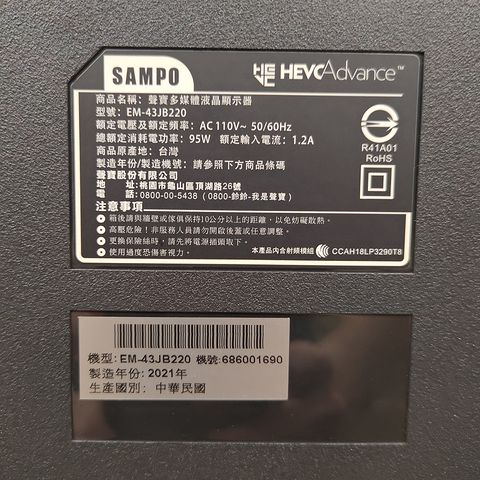 SAMPO
HEVC Advance™
商品名稱: 聲寶多媒體液晶顯示器
型號: EM-43JB220
額定電壓及額定頻率: AC 110V~ 50/60Hz
總額定消耗電功率: 95W 額定輸入電流: 1.2A
商品原產地: 台灣
製造年份/製造機號: 請參照下方商品條碼
聲寶股份有限公司
地 址:桃園市龜山區頂湖路26號
電 話:0800-00-5438 (0800-鈴鈴-我是聲寶)
R41A01
RoHS
注意事項
箱後請與牆壁或傢俱保持10公分以上的距離，以免妨礙散熱。
高壓危險! 非服務人員請勿開啟後蓋或任意調整。
更換保險絲時，請先將電源插頭取下。
使用過度恐傷害視力。
本產品內含射頻模組 CCAH18LP3290T8
機型: EM-43JB220 機號:686001690
製造年份: 2021年
生產國別: 中華民國